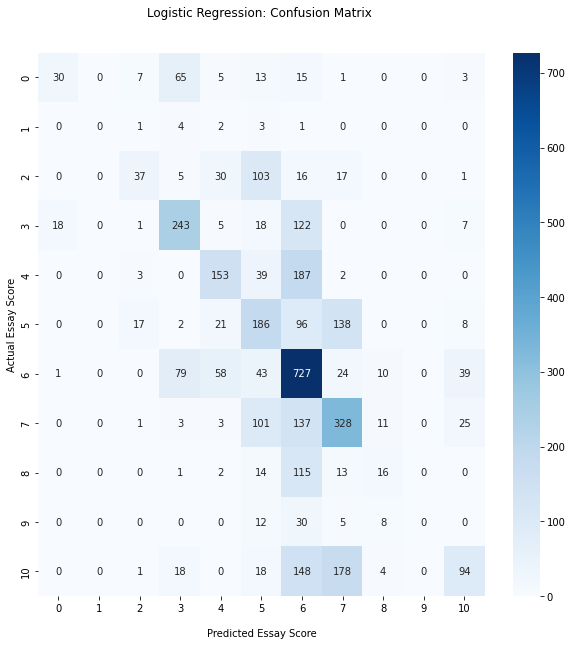 Logistic Regression: Confusion Matrix
0 30 0 7 65 5 13 15 1 0 0 3
1 0 0 1 4 2 3 1 0 0 0 0
2 0 0 37 5 30 103 16 17 0 0 1
3 18 0 1 243 5 18 122 0 0 0 7
4 0 0 3 0 153 39 187 2 0 0 0
5 0 0 17 2 21 186 96 138 0 0 8
6 1 0 0 79 58 43 727 24 10 0 39
7 0 0 1 3 3 101 137 328 11 0 25
8 0 0 0 1 2 14 115 13 16 0 0
9 0 0 0 0 0 12 30 5 8 0 0
10 0 0 1 18 0 18 148 178 4 0 94
0 1 2 3 4 5 6 7 8 9 10
Predicted Essay Score
Actual Essay Score
700
600
500
400
300
200
100
0